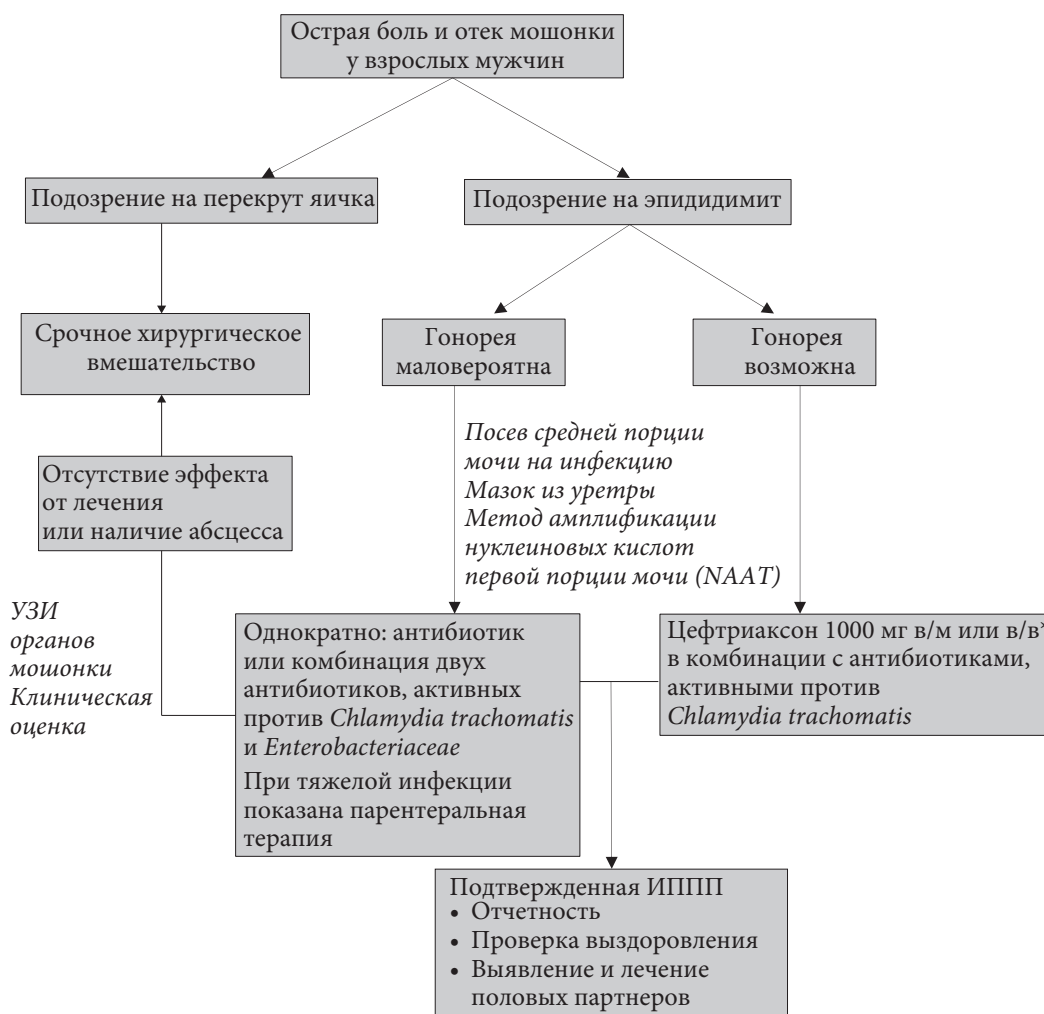 Острая боль и отек мошонки
у взрослых мужчин
Подозрение на перекрут яичка
Подозрение на эпидидимит
Срочное хирургическое
вмешательство
Гонорея
маловероятна
Гонорея
возможна
Посев средней порции
мочи на инфекцию
Мазок из уретры
Метод амплификации
нуклеиновых кислот
первой порции мочи (NAAT)
Отсутствие эффекта
от лечения
или наличие абсцесса
УЗИ
органов
мошонки
Клиническая
оценка
Однократно: антибиотик
или комбинация двух
антибиотиков, активных
против Chlamydia trachomatis
и Enterobacteriaceae
При тяжелой инфекции
показана парентеральная
терапия
Цефтриаксон 1000 мг в/м или в/в*
в комбинации с антибиотиками,
активными против
Chlamydia trachomatis
Подтвержденная ИППП
• Отчетность
• Проверка выздоровления
• Выявление и лечение
половых партнеров